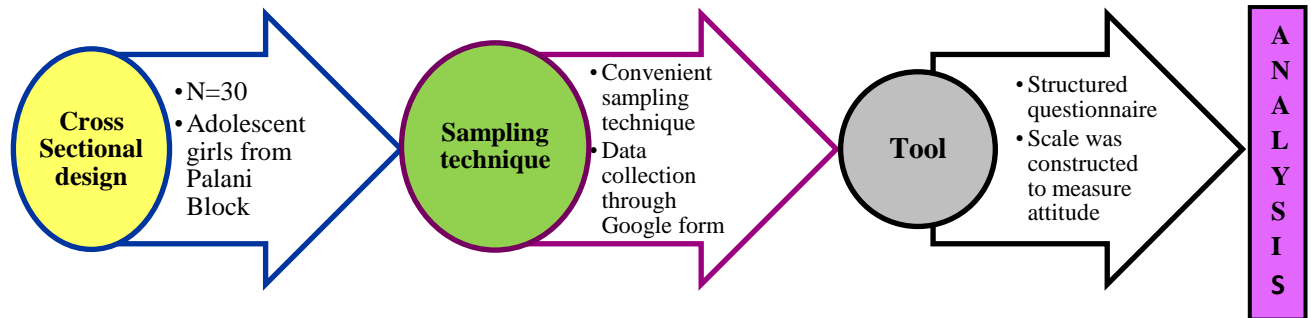 Cross
Sectional
design
• N=30
• Adolescent
girls from
Palani
Block
Sampling
technique
• Convenient
sampling
technique
• Data
collection
through
Google form
Tool
• Structured
questionnaire
• Scale was
constructed
to measure
attitude
A
N
A
L
Y
S
I
S